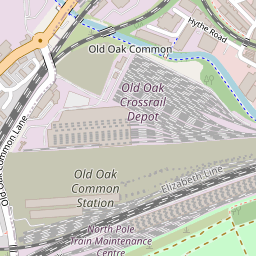 Hythe Road
Old Oak Common
Old Oak
Crossrail
Depot
Old Oak Common Lane
Old Oak
Common
Station
Elizabeth Line
North Pole
Train Maintenance
Centre